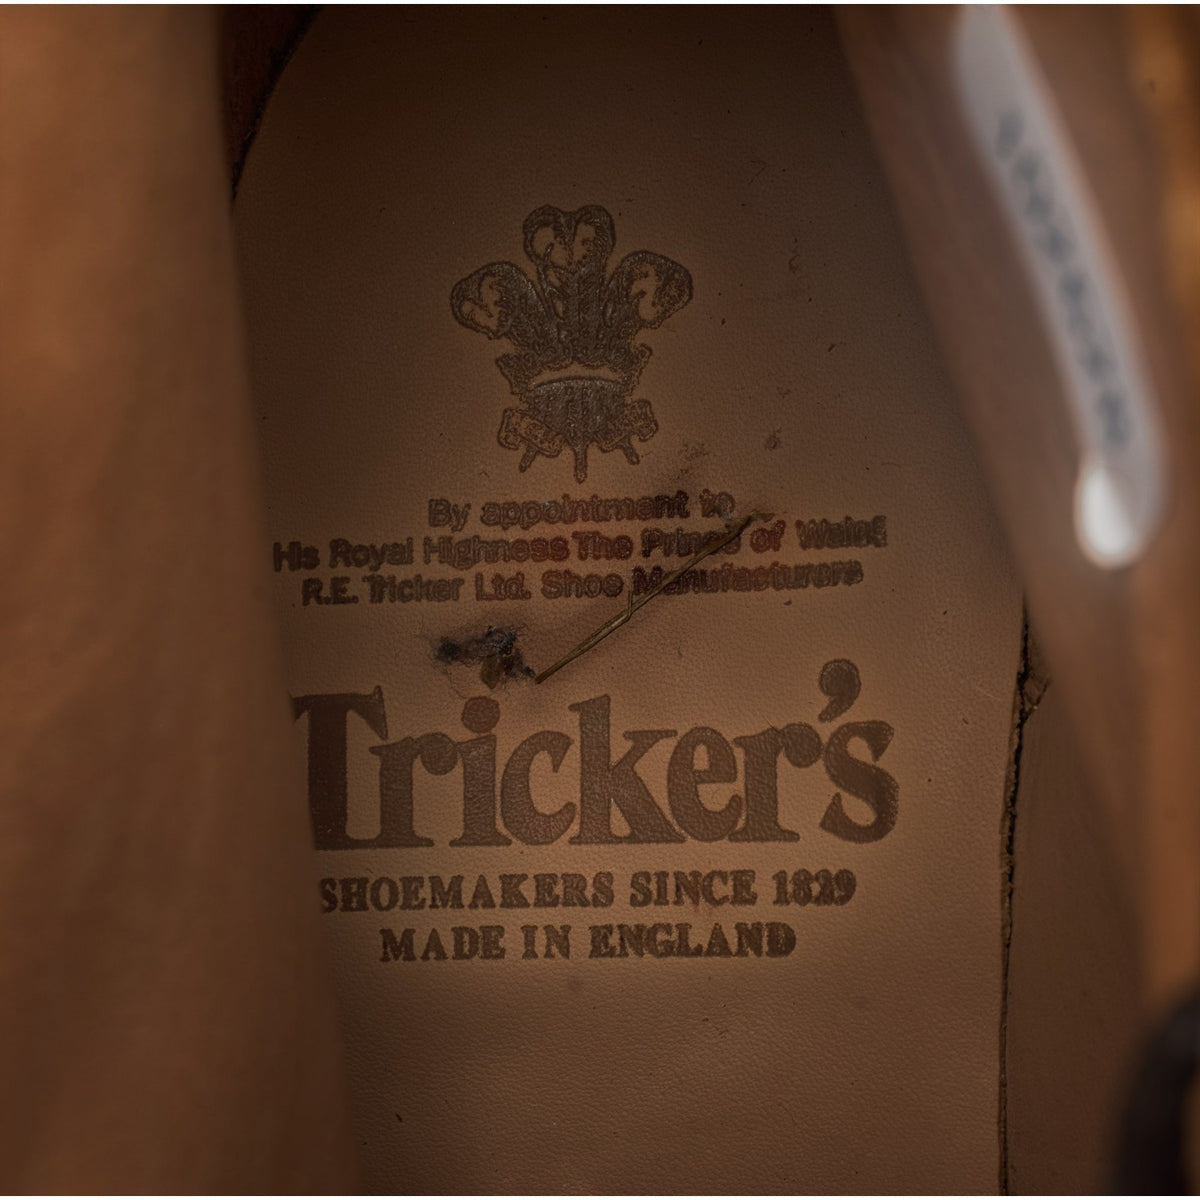 By appointment to
His Royal Highness The Prince of Wales
R.E. Tricker Ltd. Shoe Manufacturers
Tricker's
SHOEMAKERS SINCE 1829
MADE IN ENGLAND